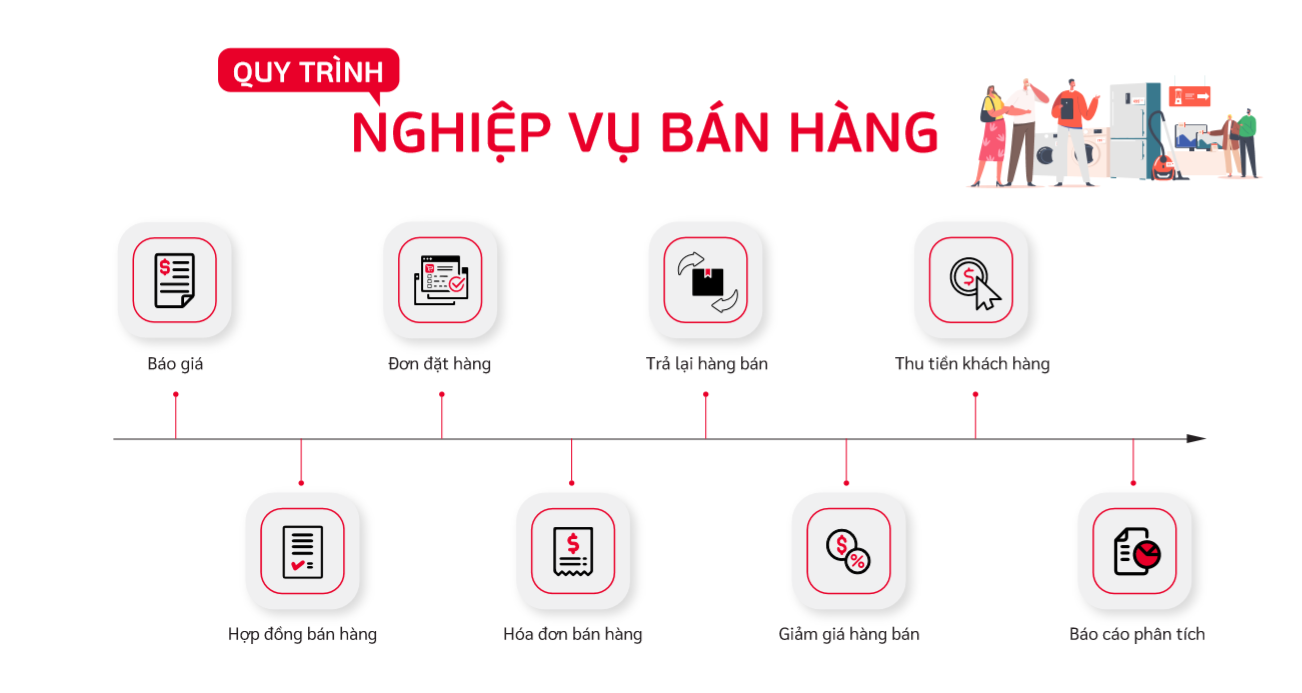 QUY TRÌNH
NGHIỆP VỤ BÁN HÀNG
Báo giá
Đơn đặt hàng
Trả lại hàng bán
Thu tiền khách hàng
Hợp đồng bán hàng
Hóa đơn bán hàng
Giảm giá hàng bán
Báo cáo phân tích